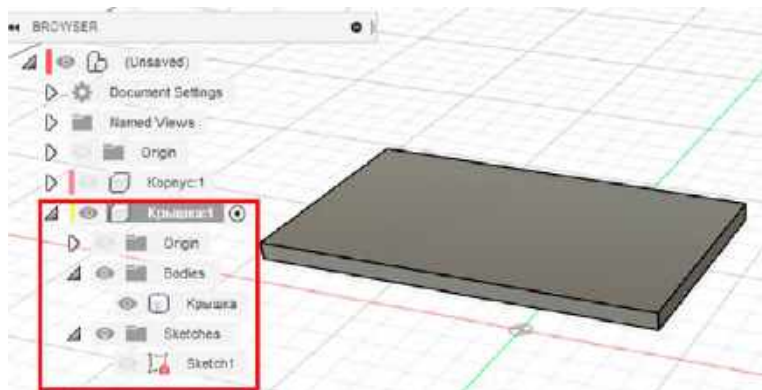 BROWSER
(Unsaved)
Document Settings
Named Views
Origin
Корпус:1
Крышка:1
Origin
Bodies
Крышка
Sketches
Sketch1